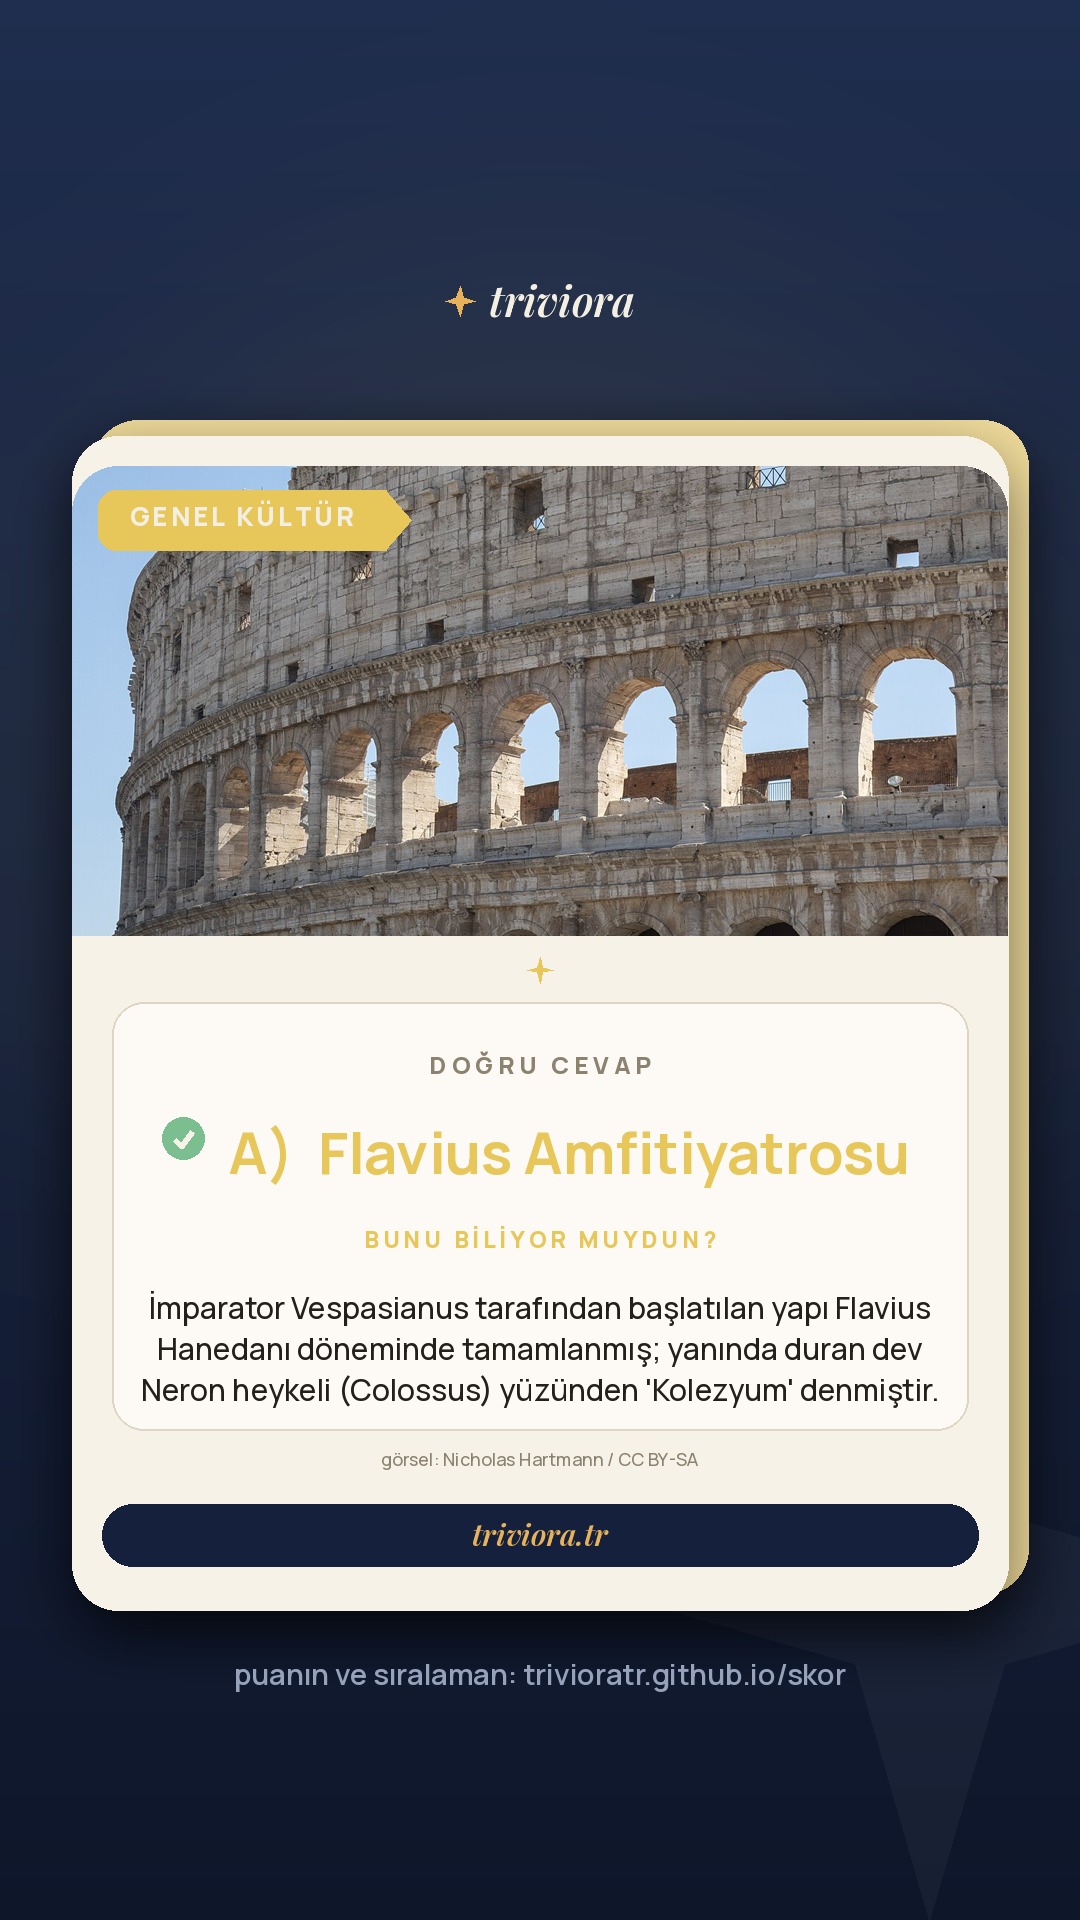 triviora
GENEL KÜLTÜR
DOĞRU CEVAP
A) Flavius Amfitiyatrosu
BUNU BİLİYOR MUYDUN?
İmparator Vespasianus tarafından başlatılan yapı Flavius
Hanedanı döneminde tamamlanmış; yanında duran dev
Neron heykeli (Colossus) yüzünden 'Kolezyum' denmiştir.
görsel: Nicholas Hartmann / CC BY-SA
triviora.tr
puanın ve sıralaman: trivioratr.github.io/skor